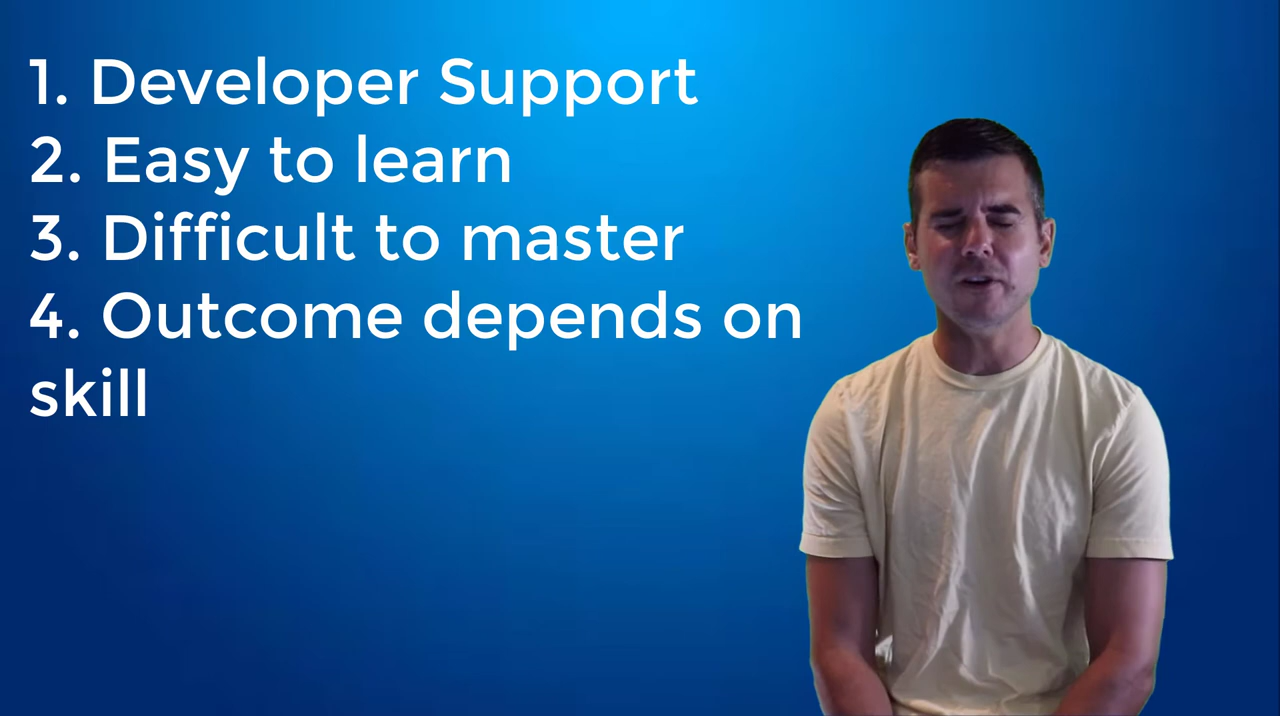 1. Developer Support
2. Easy to learn
3. Difficult to master
4. Outcome depends on
skill